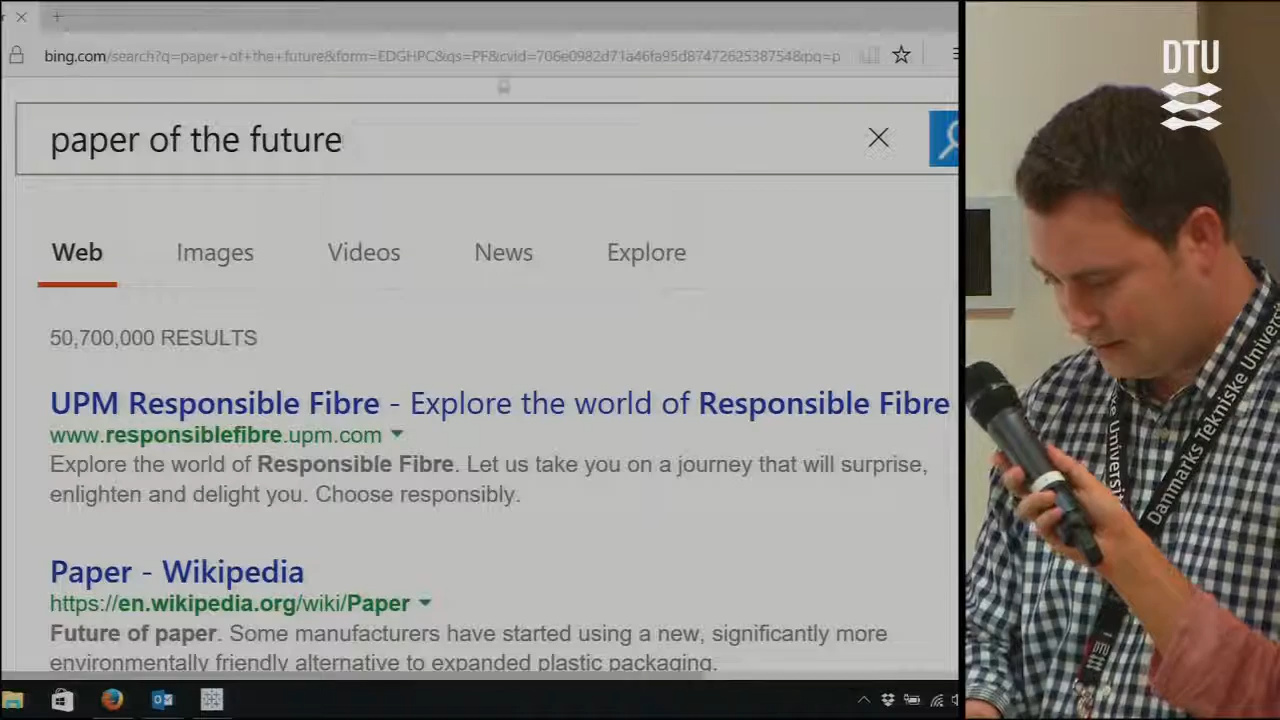 bing.com/search?q=paper+of+the+future&form=EDGHPC&qs=PF&cvid=706e0982d71a46fa95d87472625387548&pq=p
paper of the future
Web Images Videos News Explore
50,700,000 RESULTS
UPM Responsible Fibre - Explore the world of Responsible Fibre
www.responsiblefibre.upm.com
Explore the world of Responsible Fibre. Let us take you on a journey that will surprise,
enlighten and delight you. Choose responsibly.
Paper - Wikipedia
https://en.wikipedia.org/wiki/Paper
Future of paper. Some manufacturers have started using a new, significantly more
environmentally friendly alternative to expanded plastic packaging.
DTU
Danmarks Tekniske Univer
DTU